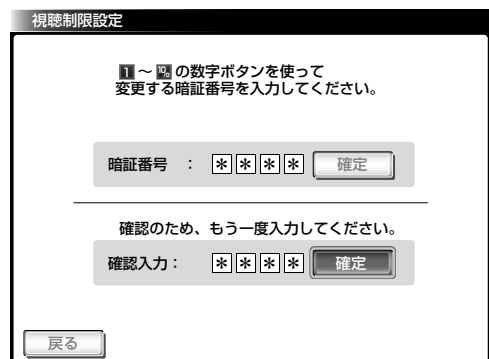 視聴制限設定
1 ～ 10 の数字ボタンを使って
変更する暗証番号を入力してください。
暗証番号 ： ＊＊＊＊ 確定
確認のため、もう一度入力してください。
確認入力： ＊＊＊＊ 確定
戻る